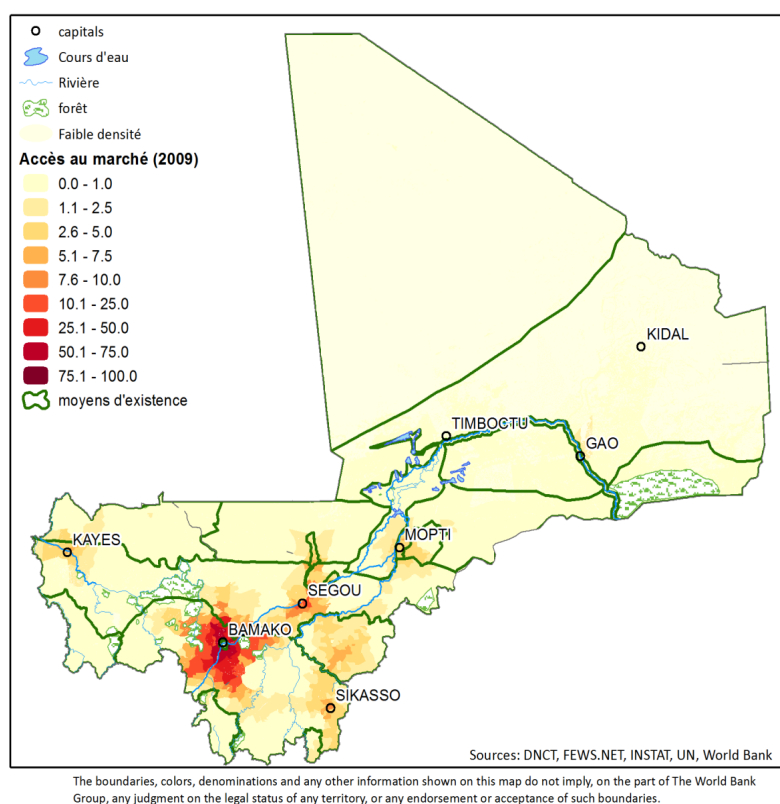 capitals
Cours d'eau
Rivière
forêt
Faible densité
Accès au marché (2009)
0.0 - 1.0
1.1 - 2.5
2.6 - 5.0
5.1 - 7.5
7.6 - 10.0
10.1 - 25.0
25.1 - 50.0
50.1 - 75.0
75.1 - 100.0
moyens d'existence
KIDAL
TIMBOCTU
GAO
MOPTI
KAYES
SEGOU
BAMAKO
SIKASSO
Sources: DNCT, FEWS.NET, INSTAT, UN, World Bank
The boundaries, colors, denominations and any other information shown on this map do not imply, on the part of The World Bank
Group, any judgment on the legal status of any territory, or any endorsement or acceptance of such boundaries.